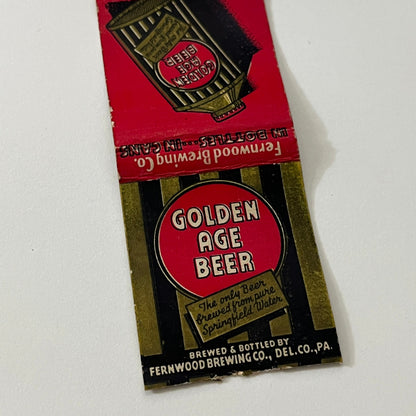 GOLDEN
AGE
BEER
Fernwood Brewing Co.
IN BOTTLES....IN CANS
GOLDEN
AGE
BEER
The only Beer
brewed from pure
Springfield Water
BREWED & BOTTLED BY
FERNWOOD BREWING CO., DEL. CO., PA.